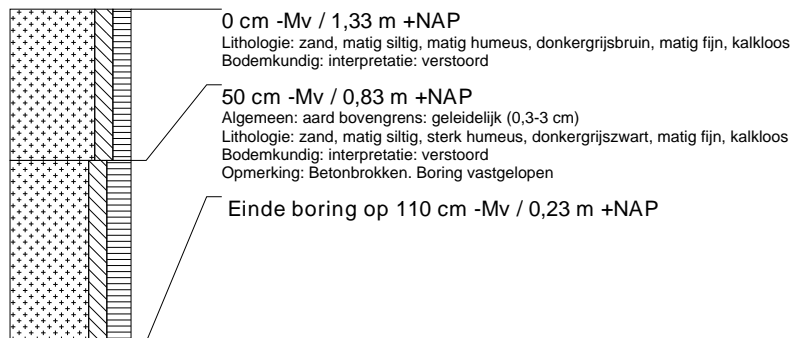 0 cm -Mv / 1,33 m +NAP
Lithologie: zand, matig siltig, matig humeus, donkergrijsbruin, matig fijn, kalkloos
Bodemkundig: interpretatie: verstoord
50 cm -Mv / 0,83 m +NAP
Algemeen: aard bovengrens: geleidelijk (0,3-3 cm)
Lithologie: zand, matig siltig, sterk humeus, donkergrijszwart, matig fijn, kalkloos
Bodemkundig: interpretatie: verstoord
Opmerking: Betonbrokken. Boring vastgelopen
Einde boring op 110 cm -Mv / 0,23 m +NAP